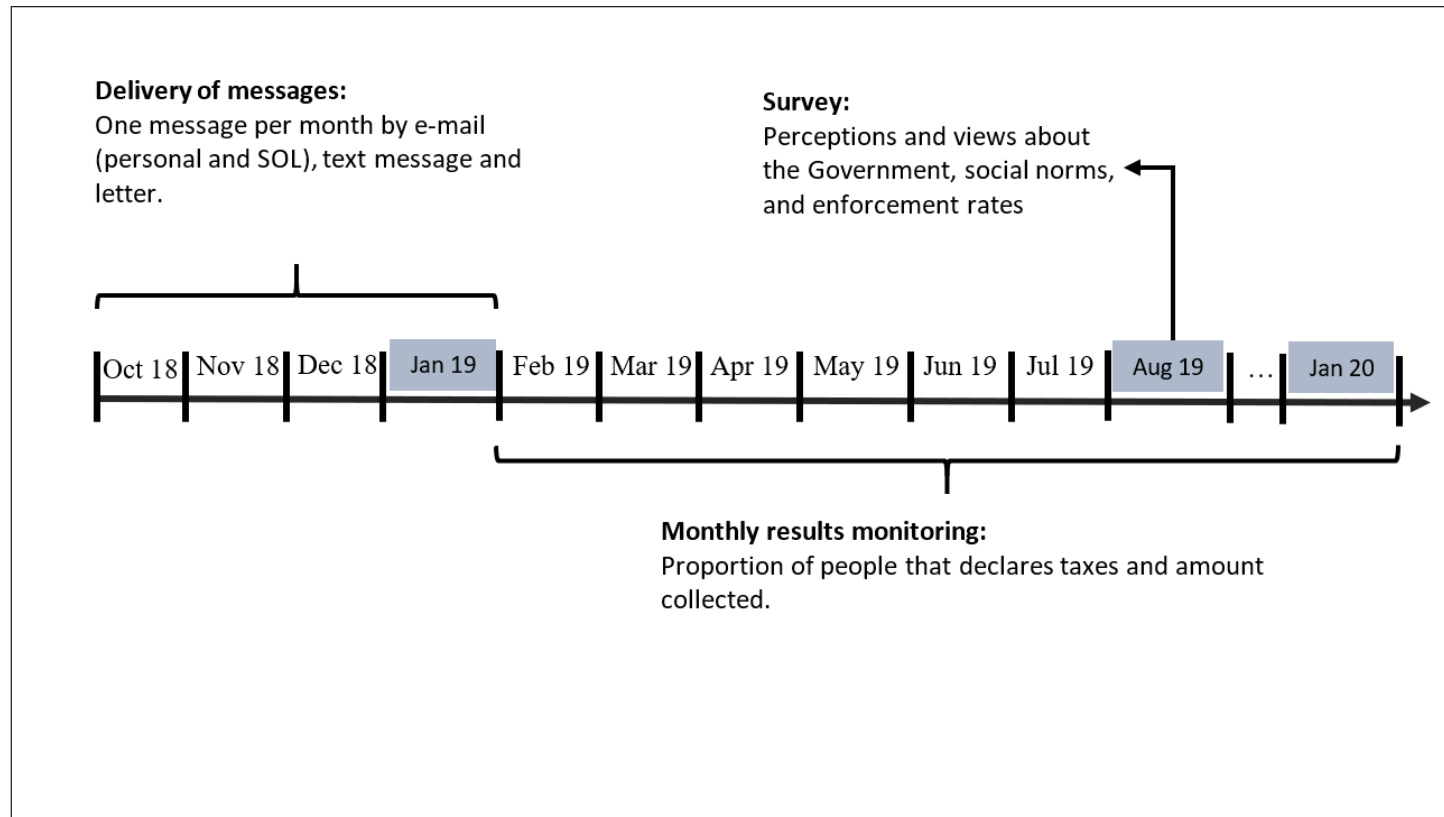 Delivery of messages:
One message per month by e-mail
(personal and SOL), text message and
letter.
Survey:
Perceptions and views about
the Government, social norms,
and enforcement rates
Oct 18 Nov 18 Dec 18 Jan 19 Feb 19 Mar 19 Apr 19 May 19 Jun 19 Jul 19 Aug 19 … Jan 20
Monthly results monitoring:
Proportion of people that declares taxes and amount
collected.